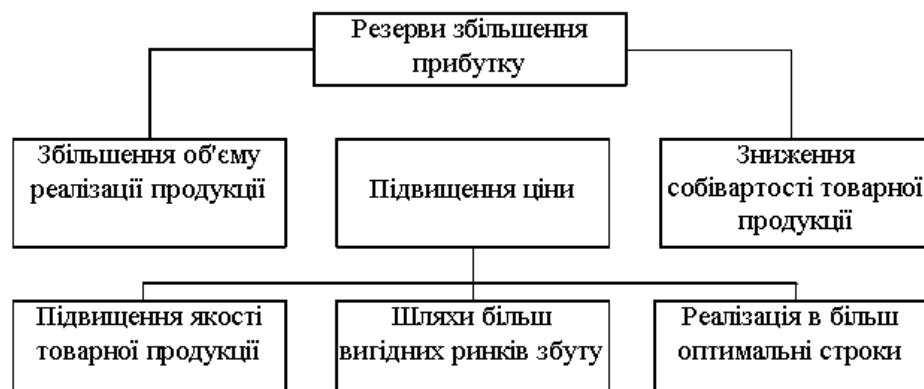 Резерви збільшення
прибутку
Збільшення об'єму
реалізації продукції
Підвищення ціни
Зниження
собівартості товарної
продукції
Підвищення якості
товарної продукції
Шляхи більш
вигідних ринків збуту
Реалізація в більш
оптимальні строки